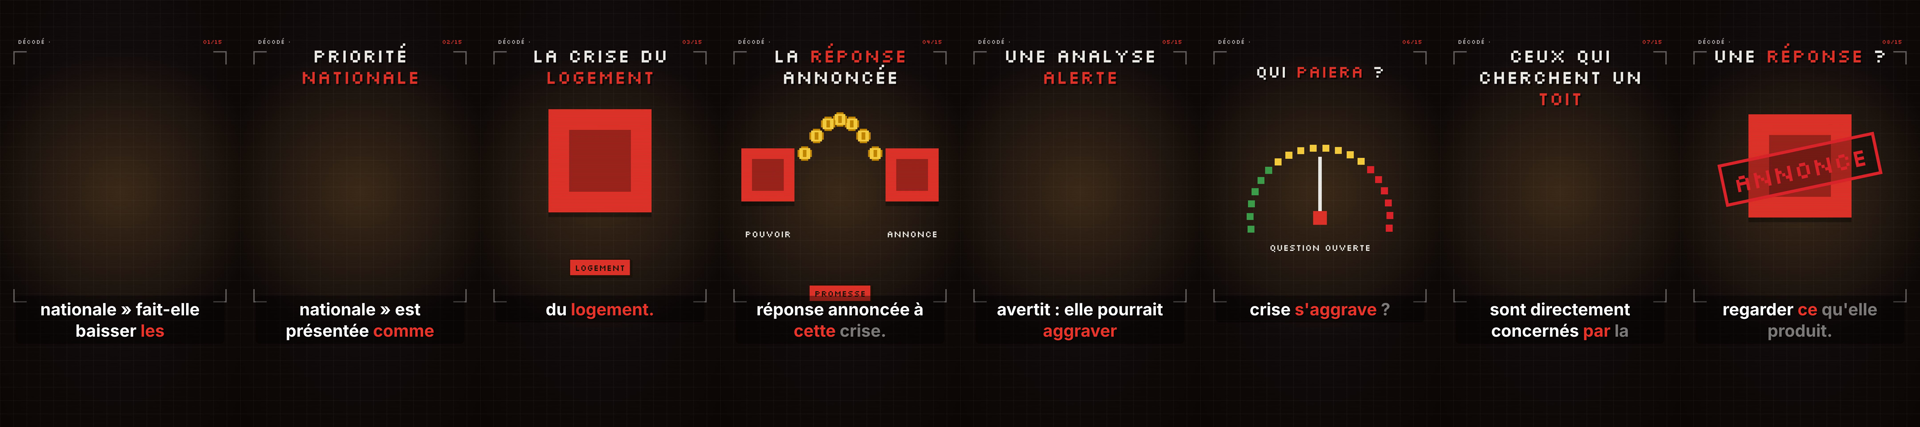 DÉCODÉ · 01/15
nationale » fait-elle
baisser les
DÉCODÉ · 02/15
PRIORITÉ
NATIONALE
nationale » est
présentée comme
DÉCODÉ · 03/15
LA CRISE DU
LOGEMENT
LOGEMENT
du logement.
DÉCODÉ · 04/15
LA RÉPONSE
ANNONCÉE
POUVOIR ANNONCE
PROMESSE
réponse annoncée à
cette crise.
DÉCODÉ · 05/15
UNE ANALYSE
ALERTE
avertit : elle pourrait
aggraver
DÉCODÉ · 06/15
QUI PAIERA ?
QUESTION OUVERTE
crise s'aggrave ?
DÉCODÉ · 07/15
CEUX QUI
CHERCHENT UN
TOIT
sont directement
concernés par la
DÉCODÉ · 08/15
UNE RÉPONSE ?
ANNONCE
regarder ce qu'elle
produit.